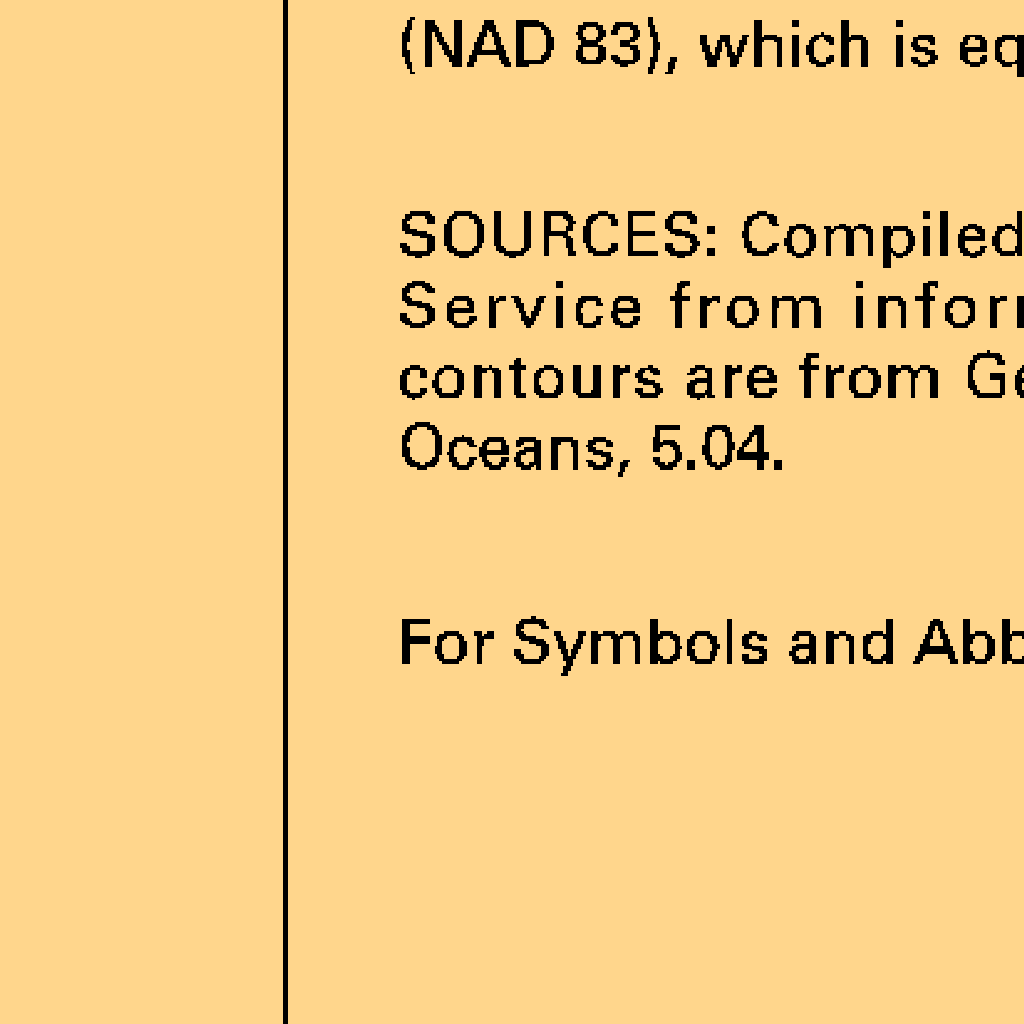 (NAD 83), which is eq
SOURCES: Compiled
Service from infor
contours are from Ge
Oceans, 5.04.
For Symbols and Abb